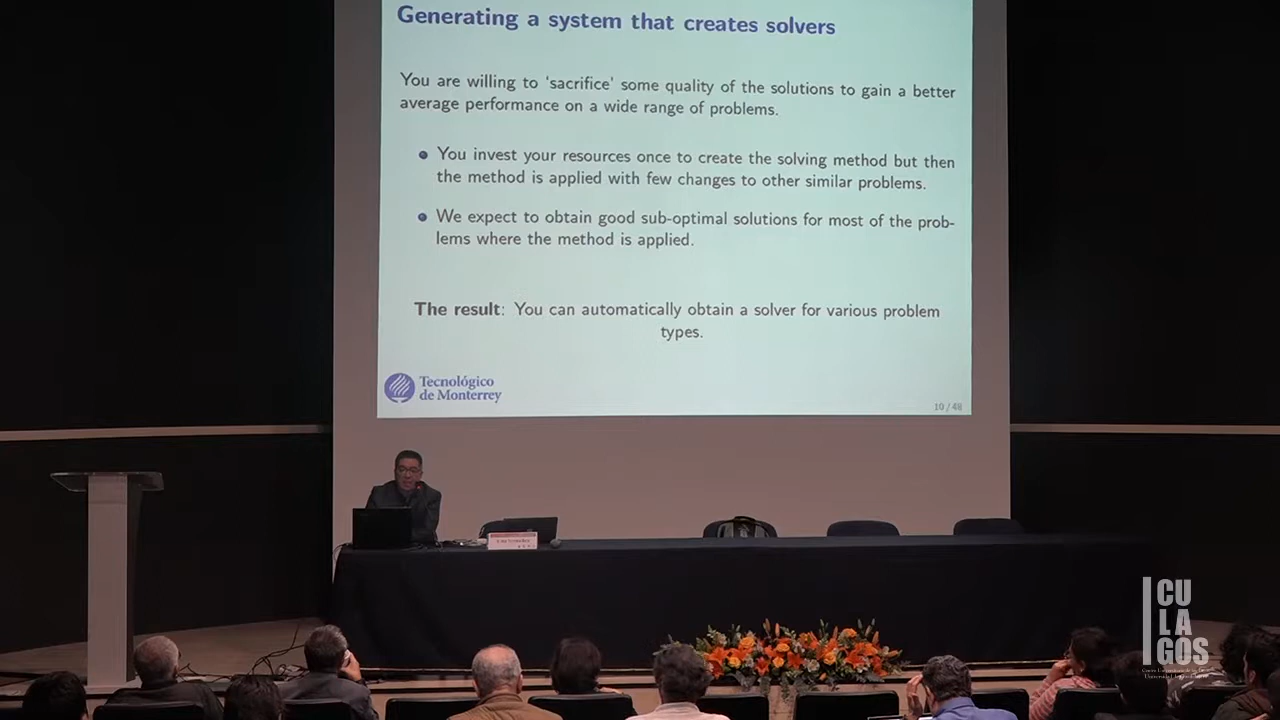 Generating a system that creates solvers
You are willing to 'sacrifice' some quality of the solutions to gain a better
average performance on a wide range of problems.
You invest your resources once to create the solving method but then
the method is applied with few changes to other similar problems.
We expect to obtain good sub-optimal solutions for most of the prob-
lems where the method is applied.
The result: You can automatically obtain a solver for various problem
types.
Tecnológico
de Monterrey
10 / 48
CU
LA
GOS